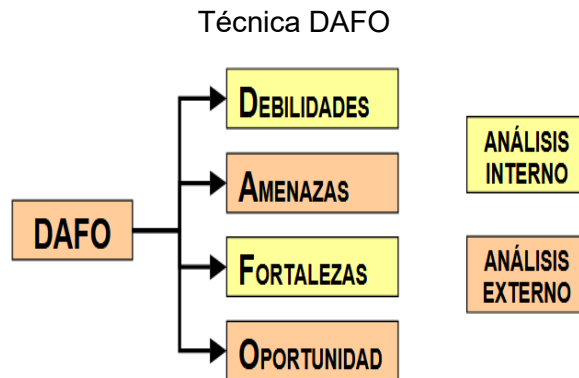 Técnica DAFO
DEBILIDADES
ANÁLISIS
INTERNO
AMENAZAS
DAFO
FORTALEZAS
ANÁLISIS
EXTERNO
OPORTUNIDAD